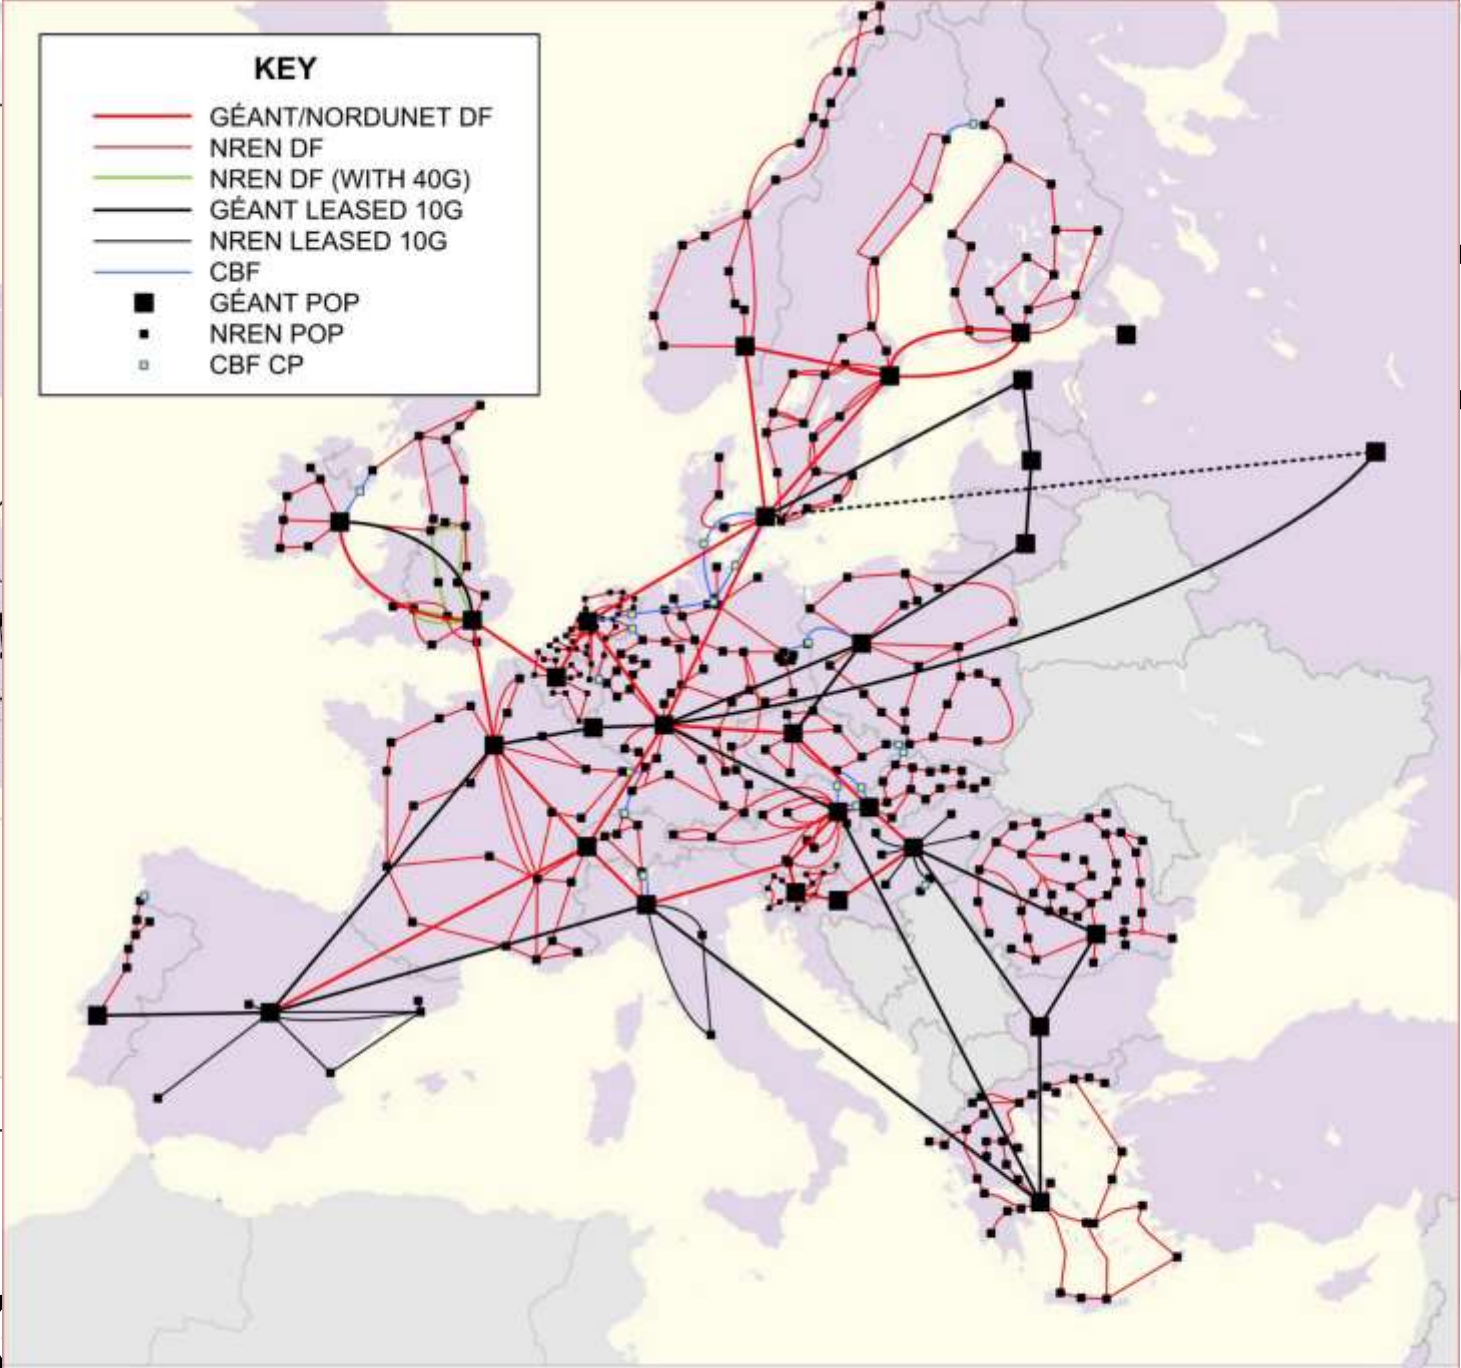 KEY
GÉANT/NORDUNET DF
NREN DF
NREN DF (WITH 40G)
GÉANT LEASED 10G
NREN LEASED 10G
CBF
GÉANT POP
NREN POP
CBF CP